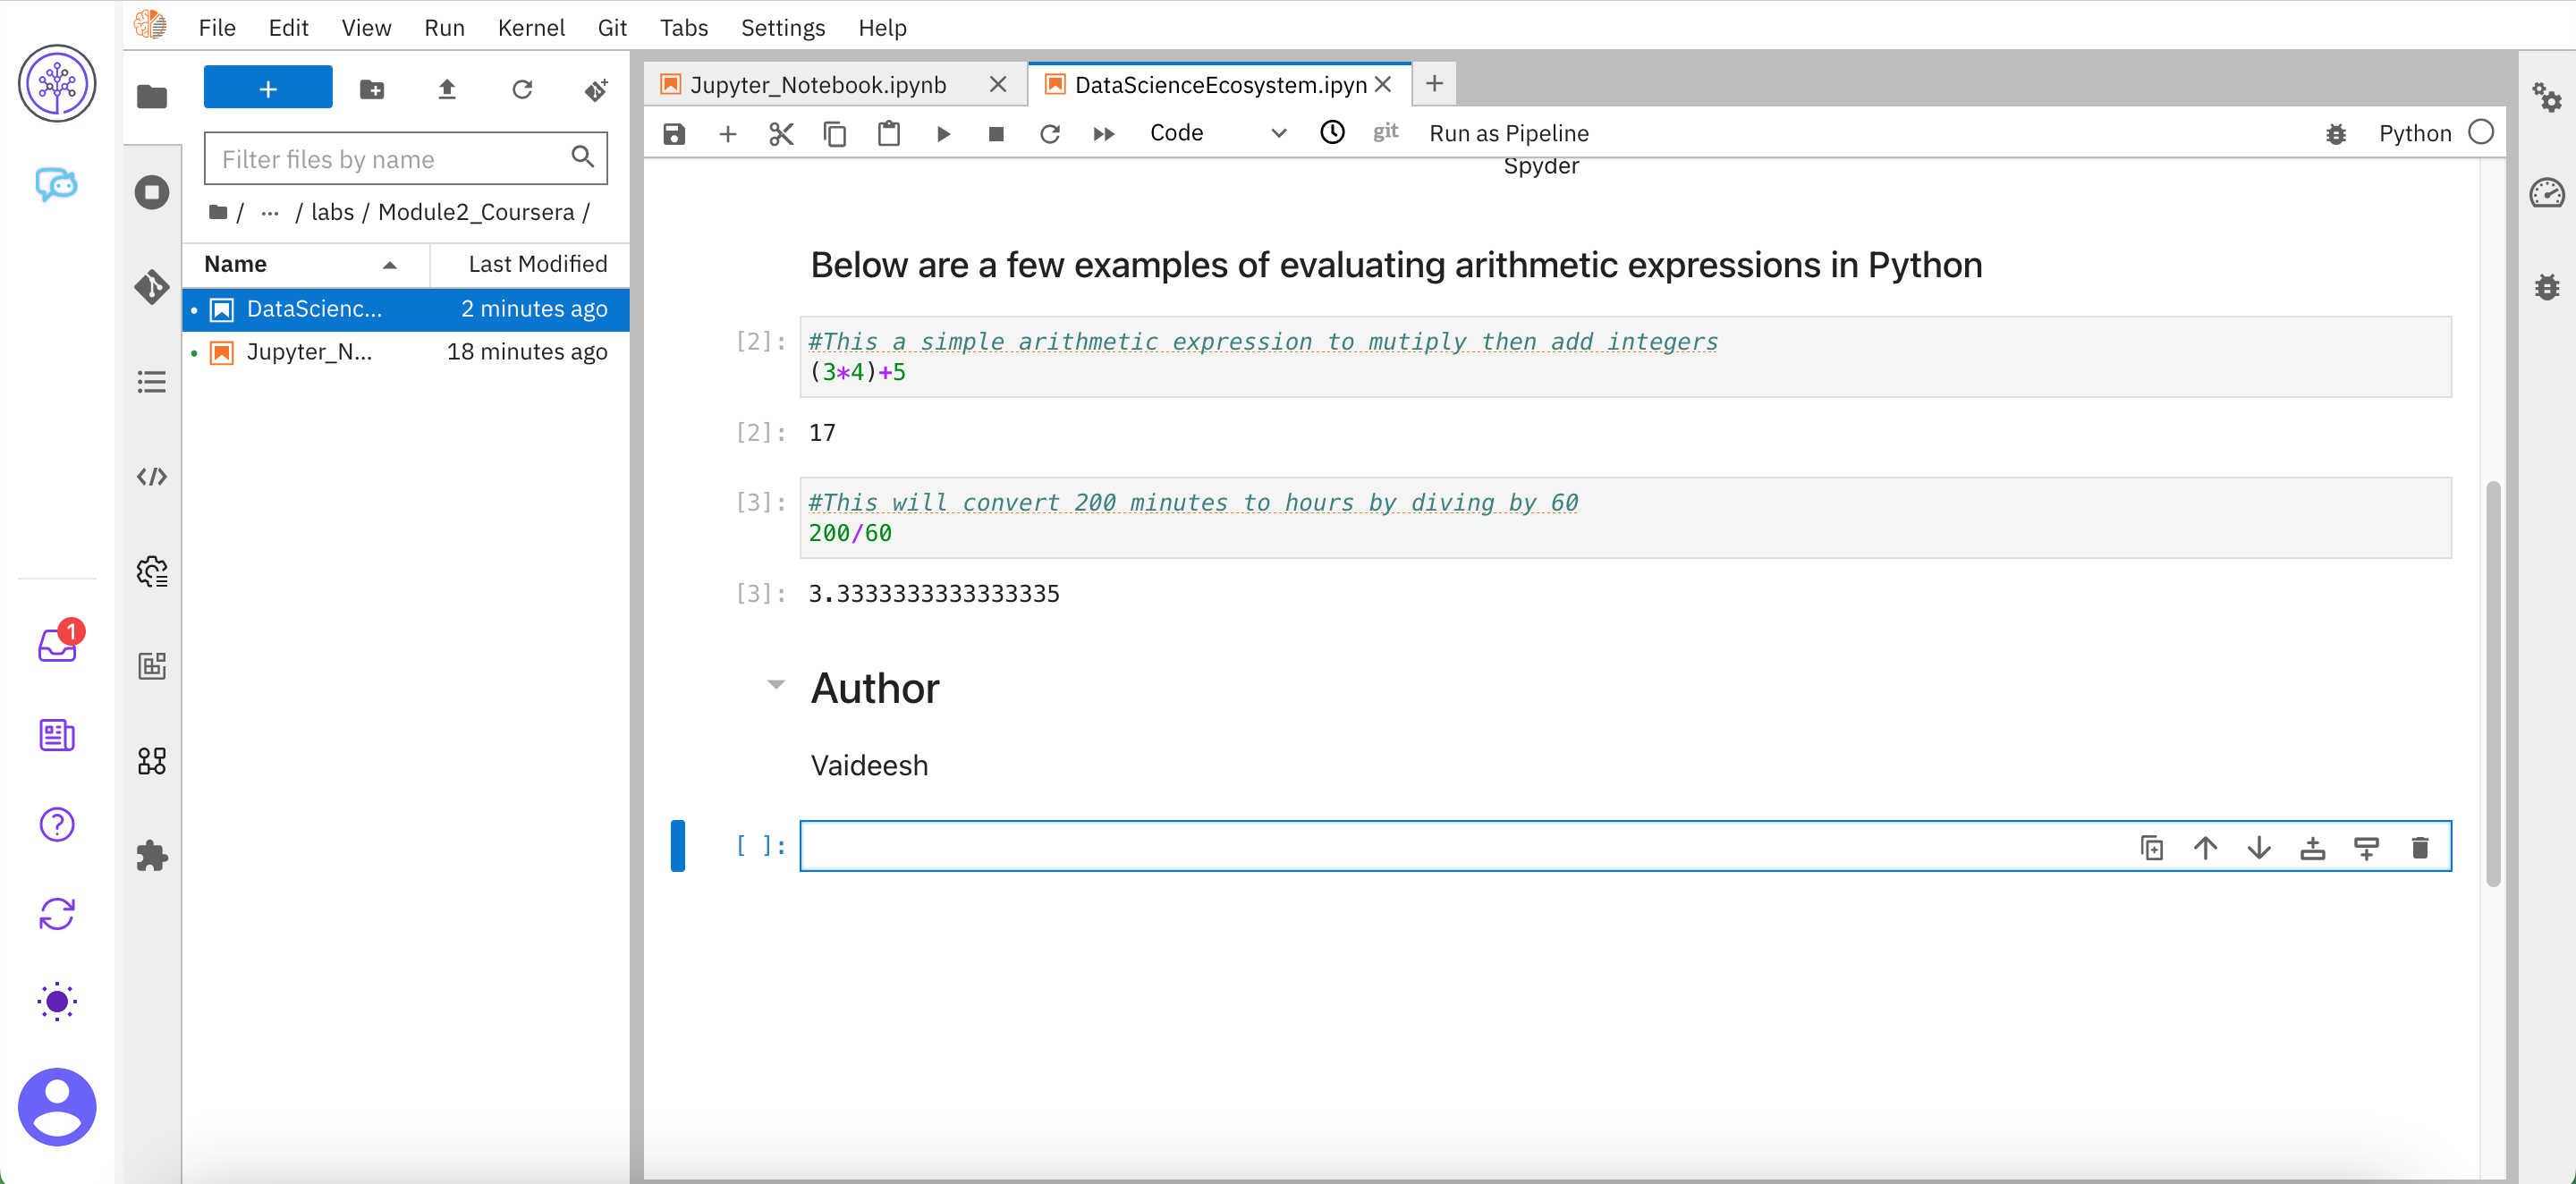 File Edit View Run Kernel Git Tabs Settings Help
+
Filter files by name
/ ... / labs / Module2_Coursera /
Name Last Modified
DataScienc... 2 minutes ago
Jupyter_N... 18 minutes ago
1
Jupyter_Notebook.ipynb DataScienceEcosystem.ipyn
Code git Run as Pipeline Python
Spyder
Below are a few examples of evaluating arithmetic expressions in Python
[2]: #This a simple arithmetic expression to mutiply then add integers
(3*4)+5
[2]: 17
[3]: #This will convert 200 minutes to hours by diving by 60
200/60
[3]: 3.3333333333333335
Author
Vaideesh
[ ]: